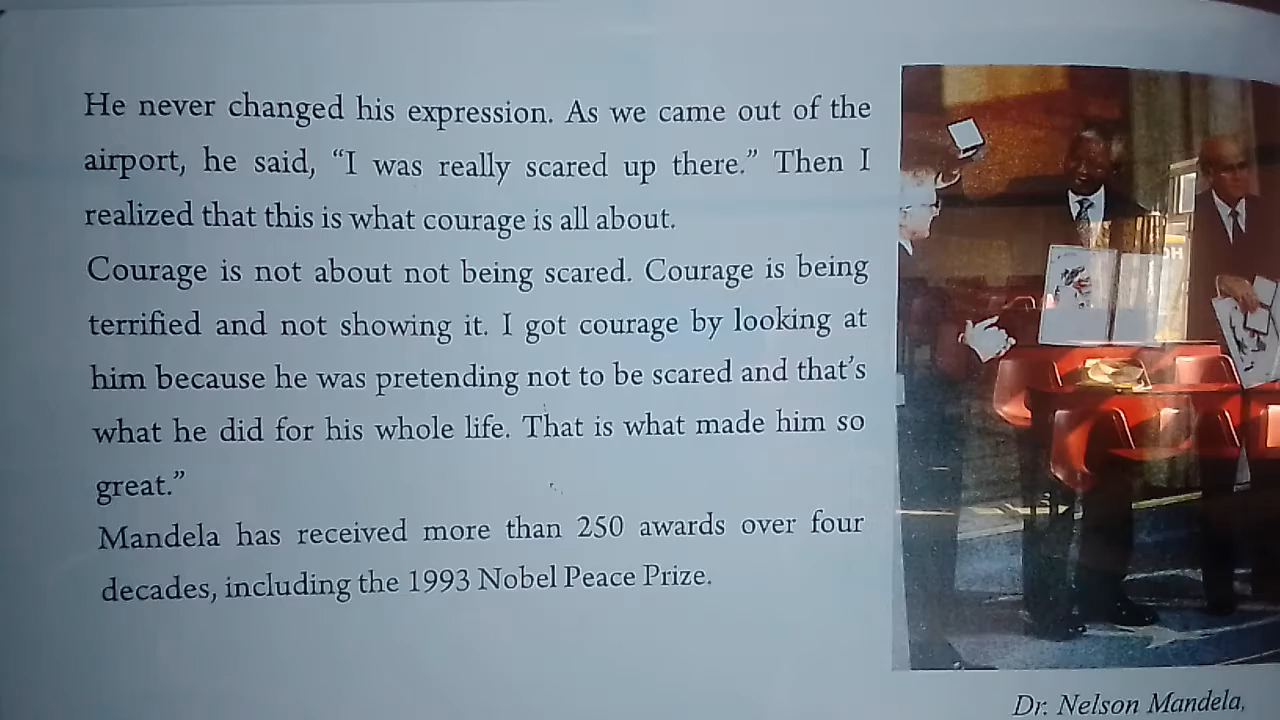 He never changed his expression. As we came out of the
airport, he said, “I was really scared up there.” Then I
realized that this is what courage is all about.
Courage is not about not being scared. Courage is being
terrified and not showing it. I got courage by looking at
him because he was pretending not to be scared and that’s
what he did for his whole life. That is what made him so
great.”
Mandela has received more than 250 awards over four
decades, including the 1993 Nobel Peace Prize.
Dr. Nelson Mandela,